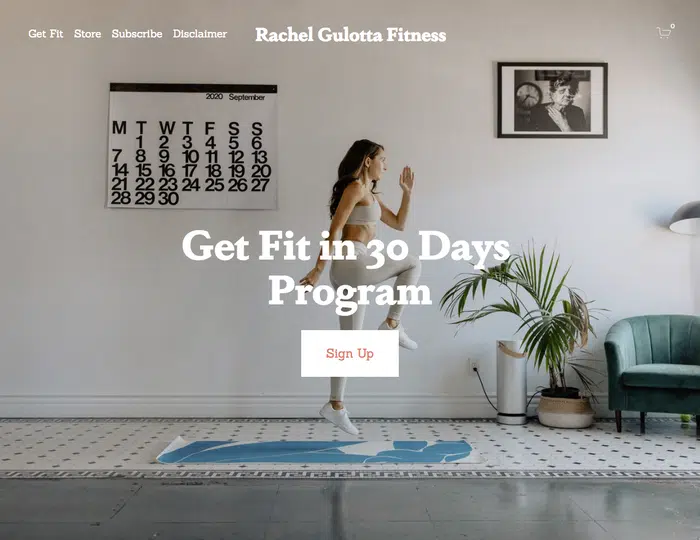 Get Fit Store Subscribe Disclaimer Rachel Gulotta Fitness 0
2020 September
M T W T F S S
1 2 3 4 5 6
7 8 9 10 11 12 13
14 15 16 17 18 19 20
21 22 23 24 25 26 27
28 29 30
Get Fit in 30 Days
Program
Sign Up